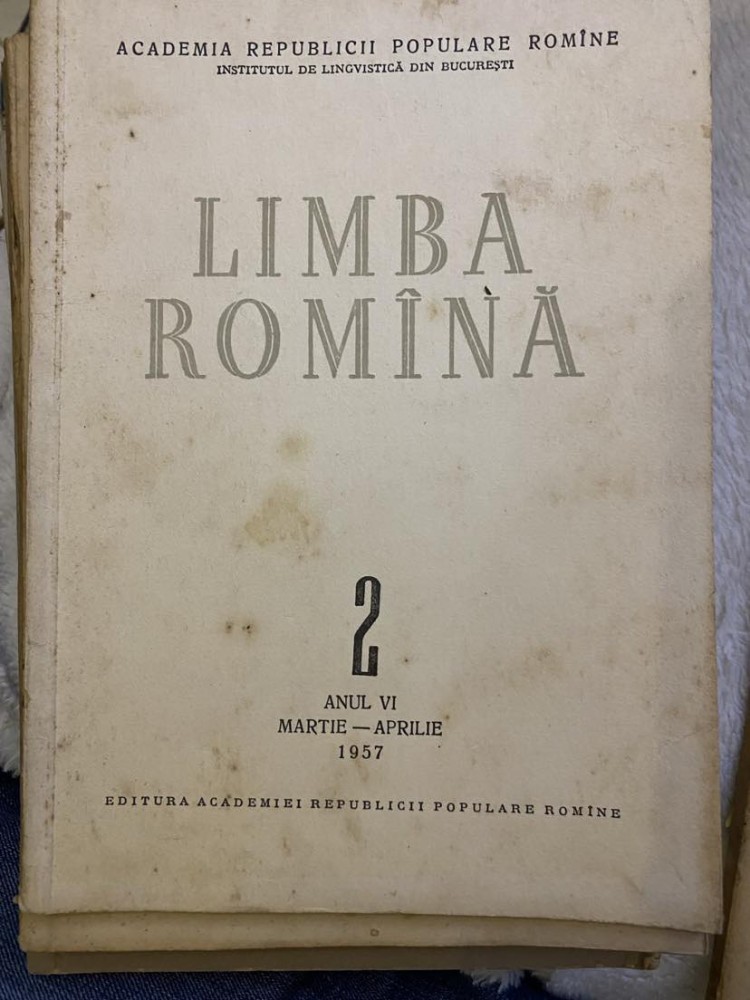 ACADEMIA REPUBLICII POPULARE ROMÎNE
INSTITUTUL DE LINGVISTICĂ DIN BUCUREŞTI
LIMBA
ROMÎNĂ
2
ANUL VI
MARTIE — APRILIE
1957
EDITURA ACADEMIEI REPUBLICII POPULARE ROMÎNE